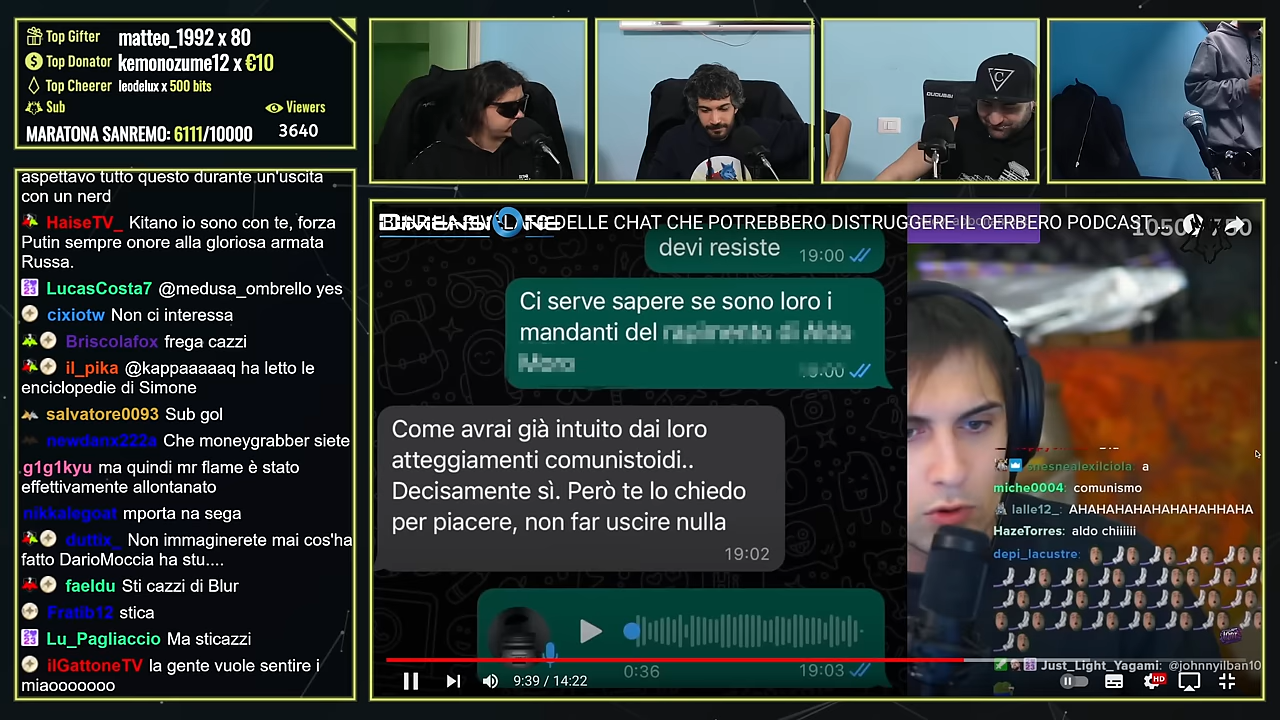 Top Gifter matteo_1992 x 80
Top Donator kemonozume12 x €10
Top Cheerer leodelux x 500 bits
Sub
Viewers
MARATONA SANREMO: 6111/10000
3640
aspettavo tutto questo durante un'uscita
con un nerd
HaiseTV_ Kitano io sono con te, forza
Putin sempre onore alla gloriosa armata
Russa.
LucasCosta7 @medusa_ombrello yes
cixiotw Non ci interessa
Briscolafox frega cazzi
il_pika @kappaaaaq ha letto le
enciclopedie di Simone
salvatore0093 Sub gol
newdanx222a Che moneygrabber siete
g1g1kyu ma quindi mr flame è stato
effettivamente allontanato
nikkalegoat mporta na sega
duttix_ Non immaginerete mai cos'ha
fatto DarioMoccia ha stu....
faeldu Sti cazzi di Blur
Fratib12 stica
Lu_Pagliaccio Ma sticazzi
ilGattoneTV la gente vuole sentire i
miaooooooo
DELLE CHAT CHE POTREBBERO DISTRUGGERE IL CERBERO PODCAST
devi resiste
19:00
Ci serve sapere se sono loro i
mandanti del
19:00
Come avrai già intuito dai loro
atteggiamenti comunistoidi..
Decisamente sì. Però te lo chiedo
per piacere, non far uscire nulla
19:02
0:36
19:03
9:39 / 14:22
snesnealexilciola: a
miche0004: comunismo
lalle12_: AHAHAHAHAHAHAHHAHA
HazeTorres: aldo chiiiiii
depi_lacustre:
Just_Light_Yagami: @johnnyilban10
HD